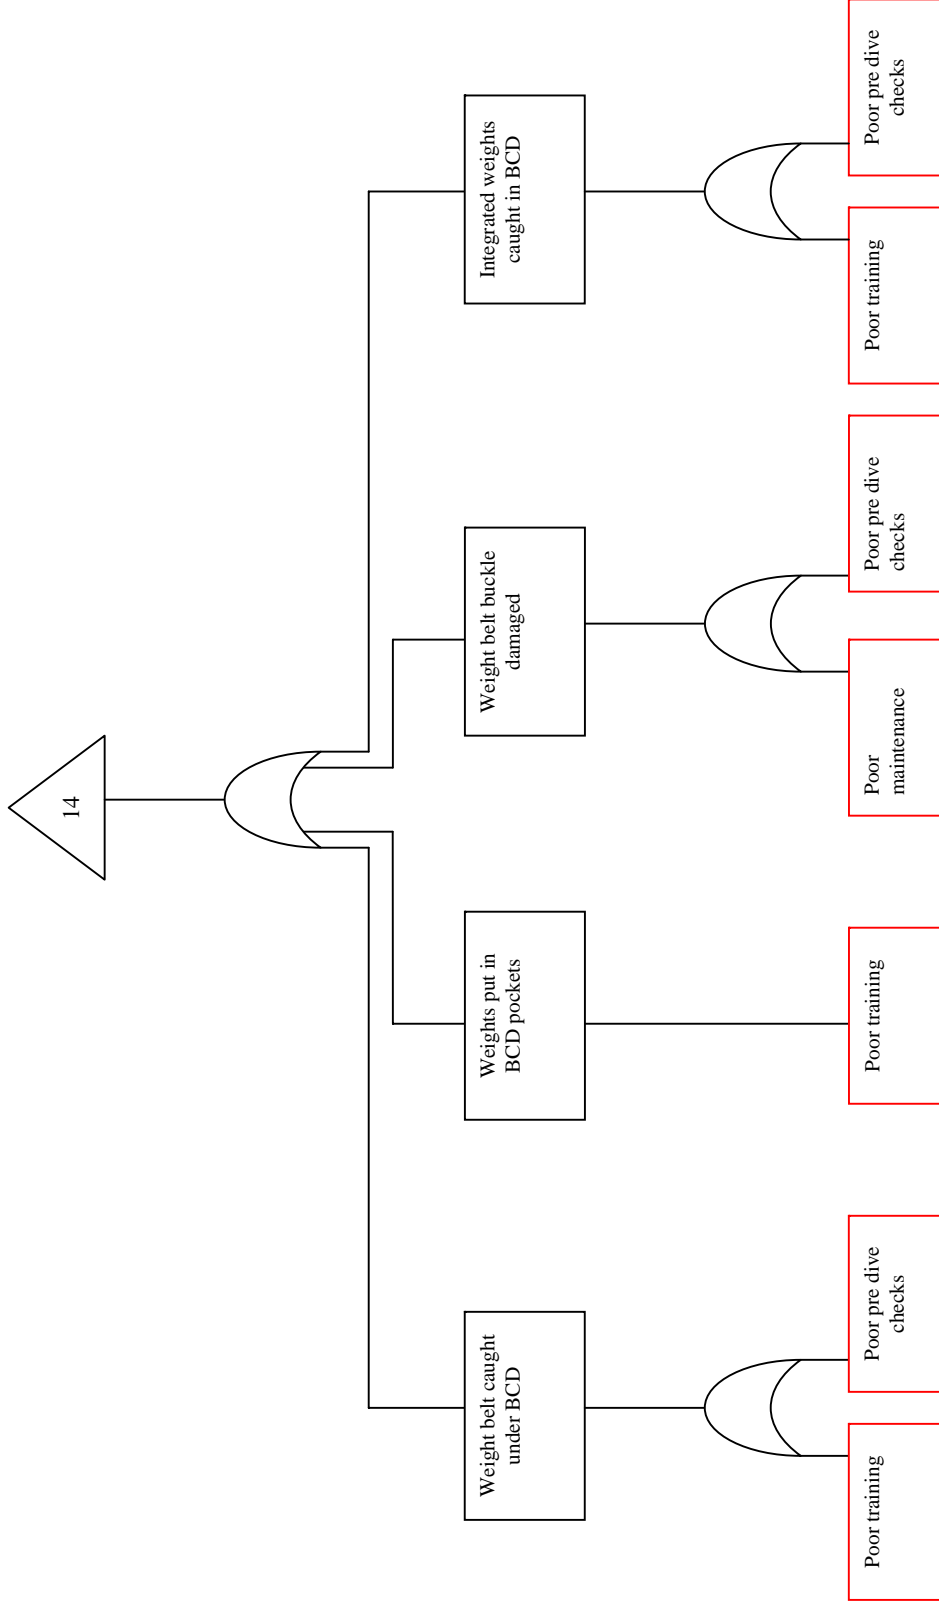 14
Weight belt caught
under BCD
Weights put in
BCD pockets
Weight belt buckle
damaged
Integrated weights
caught in BCD
Poor training
Poor pre dive
checks
Poor training
Poor
maintenance
Poor pre dive
checks
Poor training
Poor pre dive
checks